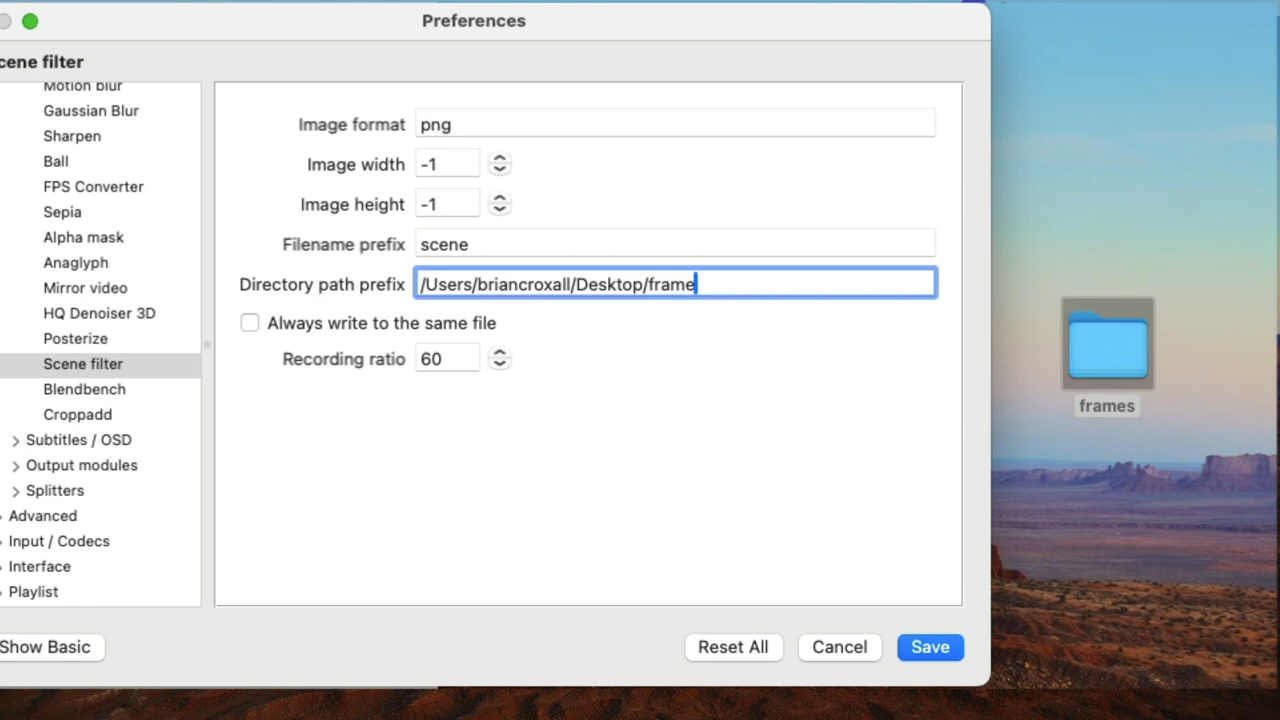 Preferences
cene filter
Motion blur
Gaussian Blur
Sharpen
Ball
FPS Converter
Sepia
Alpha mask
Anaglyph
Mirror video
HQ Denoiser 3D
Posterize
Scene filter
Blendbench
Croppadd
Subtitles / OSD
Output modules
Splitters
Advanced
Input / Codecs
Interface
Playlist
Image format png
Image width -1
Image height -1
Filename prefix scene
Directory path prefix /Users/briancroxall/Desktop/frame
Always write to the same file
Recording ratio 60
Show Basic
Reset All
Cancel
Save
frames